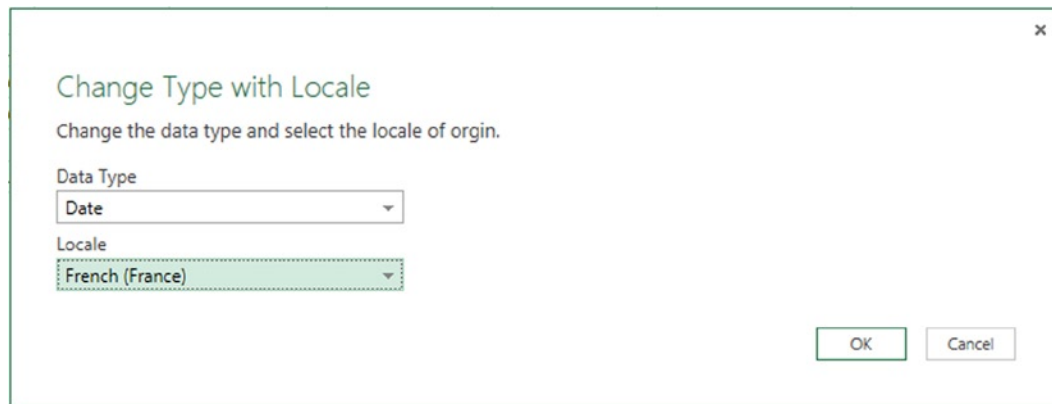 Change Type with Locale
Change the data type and select the locale of orgin.
Data Type
Date
Locale
French (France)
OK
Cancel